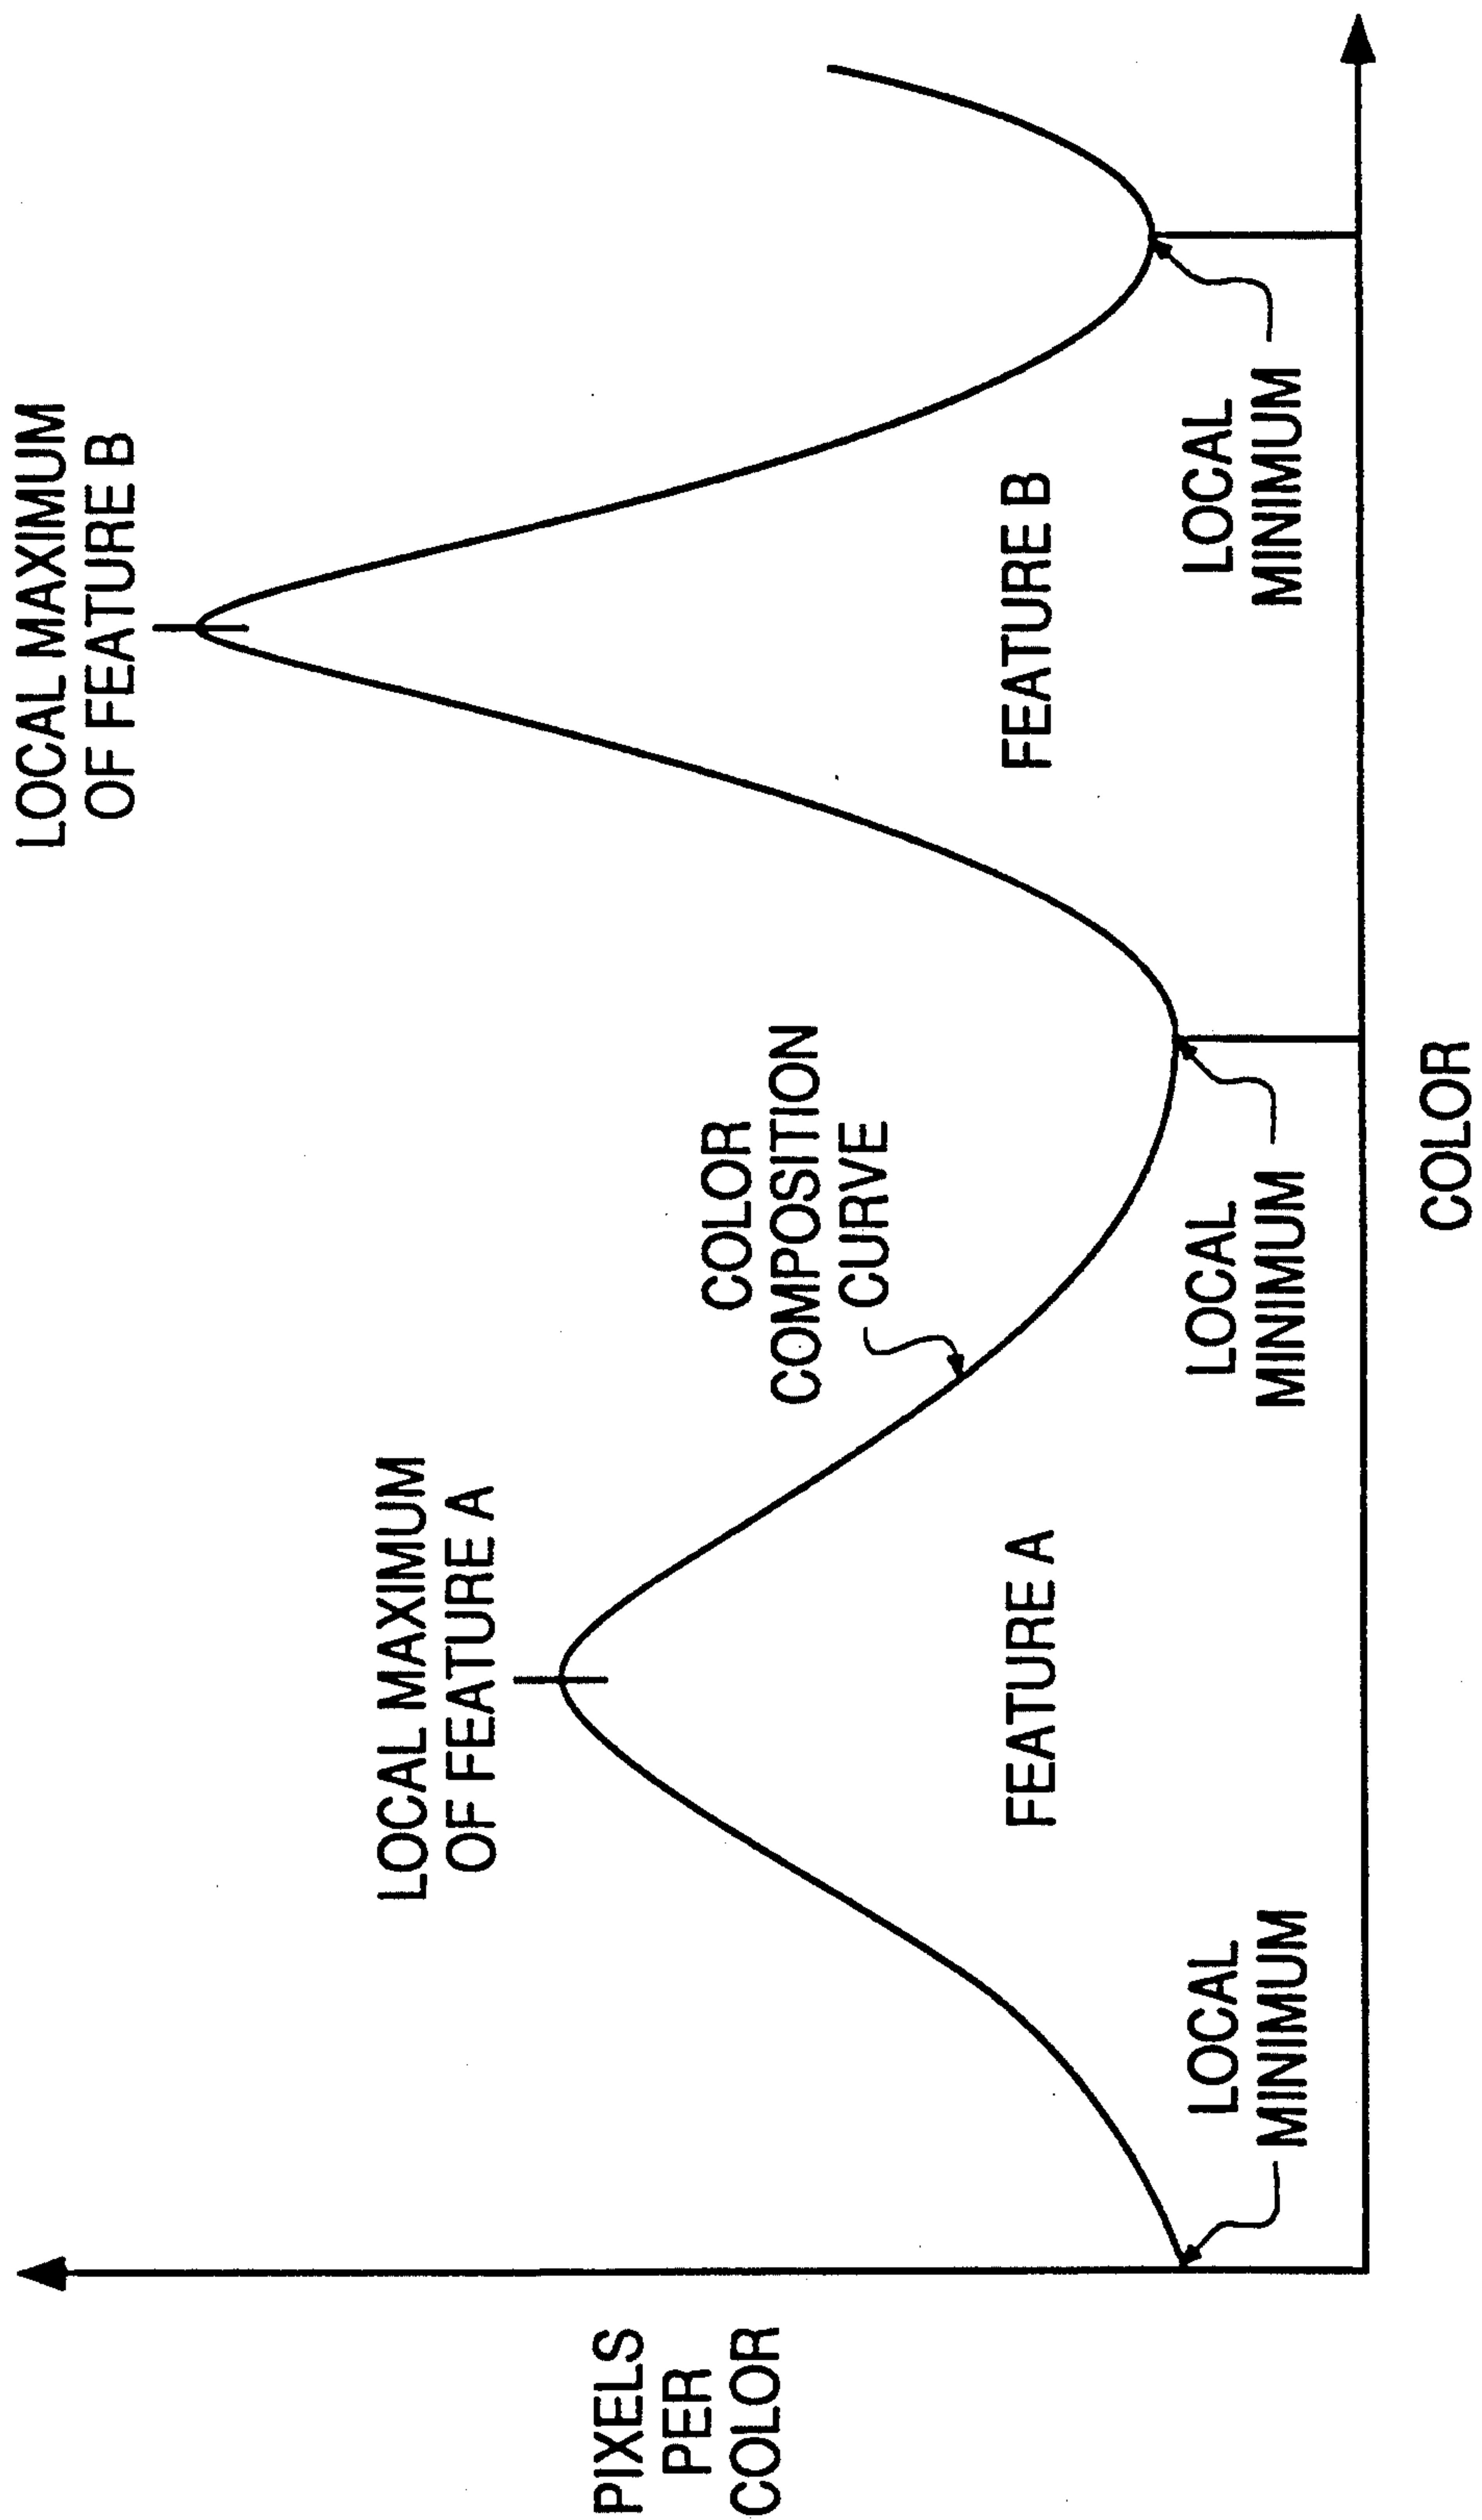 LOCAL MAXIMUM
OF FEATURE B
LOCAL MAXIMUM
OF FEATURE A
PIXELS
PER
COLOR
COLOR
COMPOSITION
CURVE
FEATURE A
FEATURE B
LOCAL
MINIMUM
LOCAL
MINIMUM
LOCAL
MINIMUM
COLOR